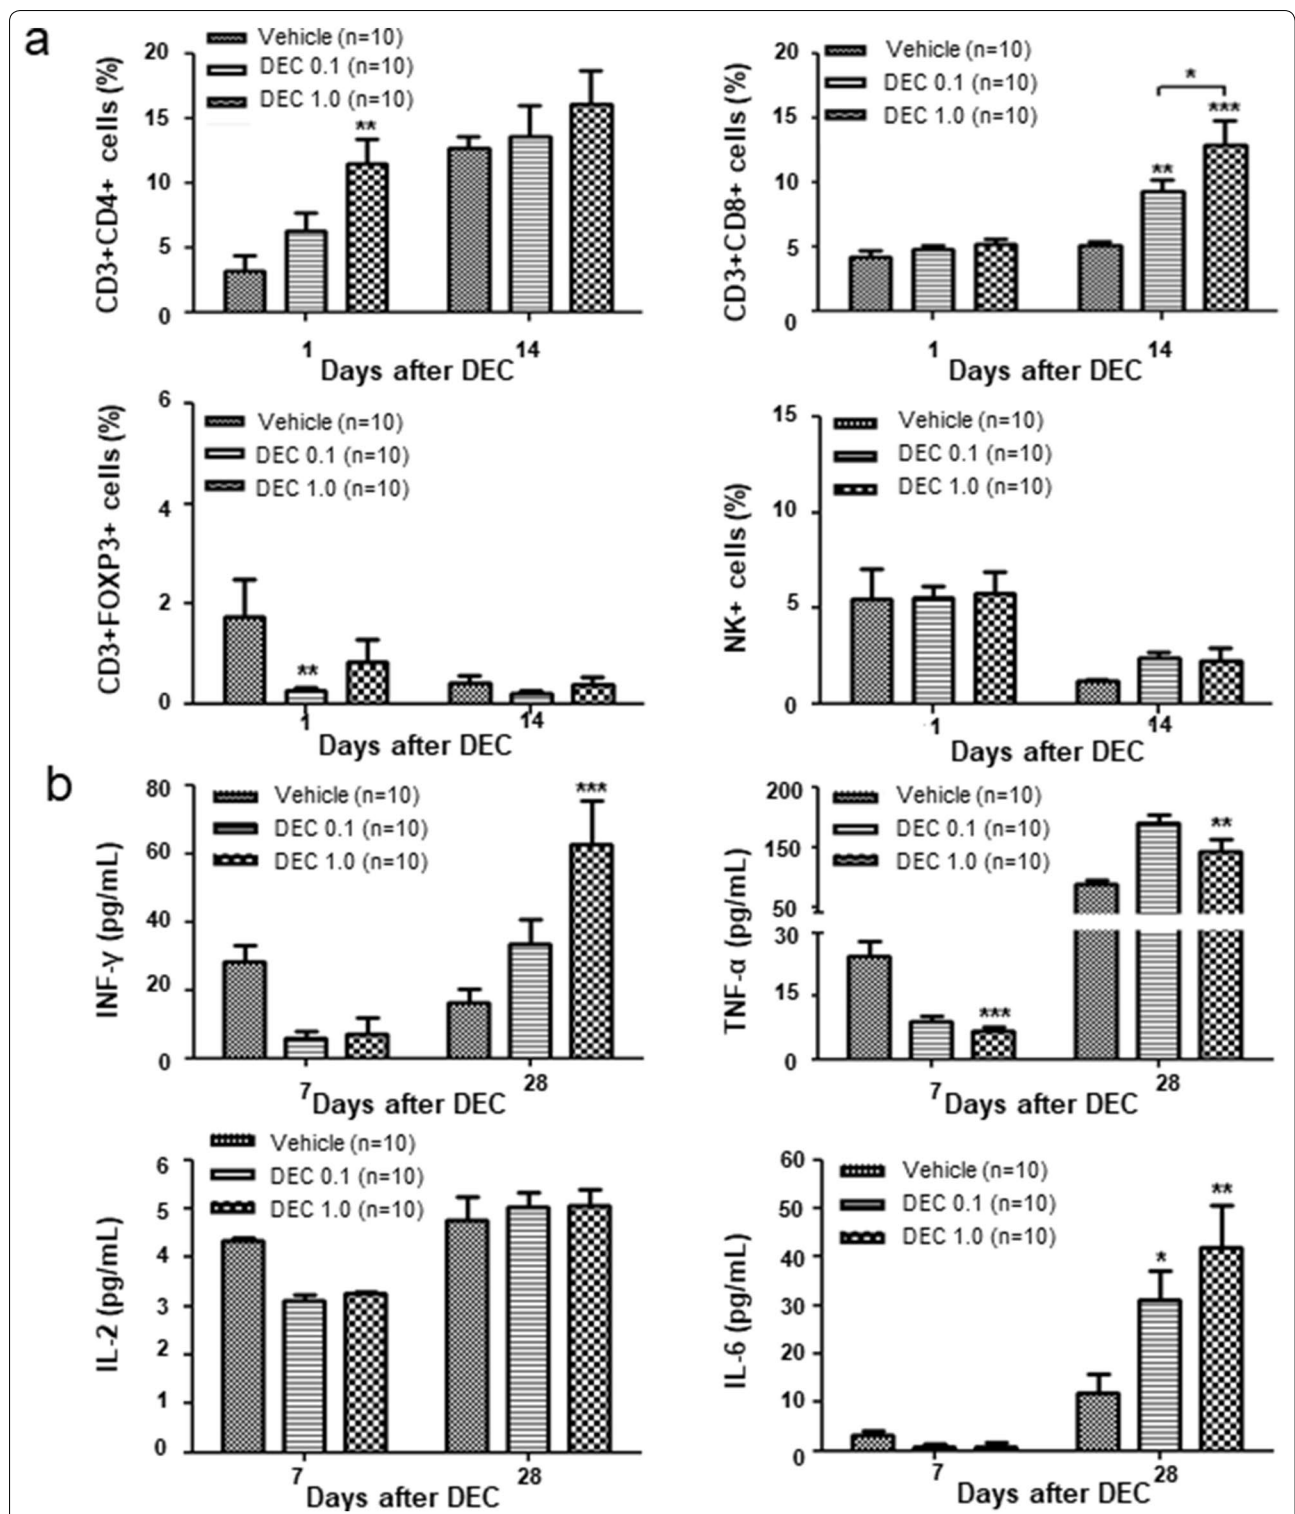 a
CD3+CD4+ cells (%)
20
15
10
5
0
Vehicle (n=10)
DEC 0.1 (n=10)
DEC 1.0 (n=10)
**
1
14
Days after DEC
CD3+CD8+ cells (%)
20
15
10
5
0
Vehicle (n=10)
DEC 0.1 (n=10)
DEC 1.0 (n=10)
*
***
**
1
14
Days after DEC
CD3+FOXP3+ cells (%)
6
4
2
0
Vehicle (n=10)
DEC 0.1 (n=10)
DEC 1.0 (n=10)
**
1
14
Days after DEC
NK+ cells (%)
15
10
5
0
Vehicle (n=10)
DEC 0.1 (n=10)
DEC 1.0 (n=10)
1
14
Days after DEC
b
INF-γ (pg/mL)
80
60
40
20
0
Vehicle (n=10)
DEC 0.1 (n=10)
DEC 1.0 (n=10)
***
7
28
Days after DEC
TNF-α (pg/mL)
200
150
50
30
15
0
Vehicle (n=10)
DEC 0.1 (n=10)
DEC 1.0 (n=10)
**
***
7
28
Days after DEC
IL-2 (pg/mL)
6
5
4
3
2
1
0
Vehicle (n=10)
DEC 0.1 (n=10)
DEC 1.0 (n=10)
7
28
Days after DEC
IL-6 (pg/mL)
60
50
40
30
20
10
0
Vehicle (n=10)
DEC 0.1 (n=10)
DEC 1.0 (n=10)
**
*
7
28
Days after DEC